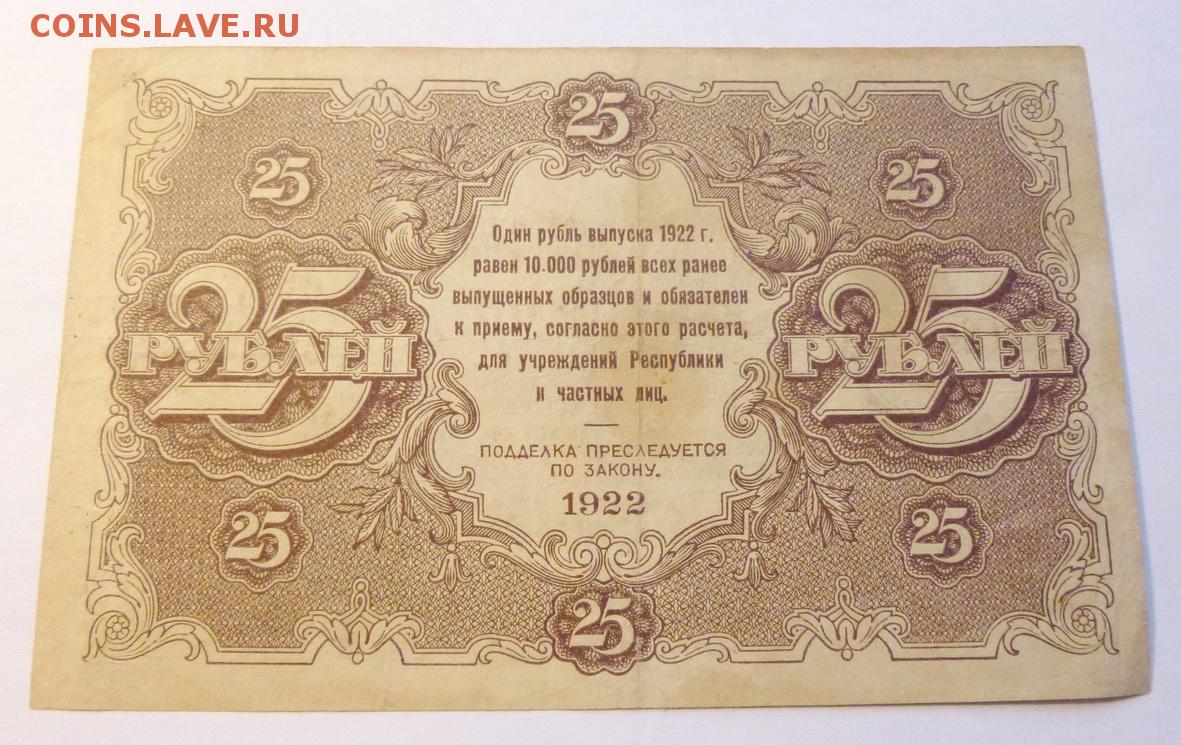 COINS.LAVE.RU
25
25
25
Один рубль выпуска 1922 г.
равен 10.000 рублей всех ранее
выпущенных образцов и обязателен
к приему, согласно этого расчета,
для учреждений Республики
и частных лиц.
25 РУБЛЕЙ
25 РУБЛЕЙ
ПОДДЕЛКА ПРЕСЛЕДУЕТСЯ
ПО ЗАКОНУ.
1922
25
25
25